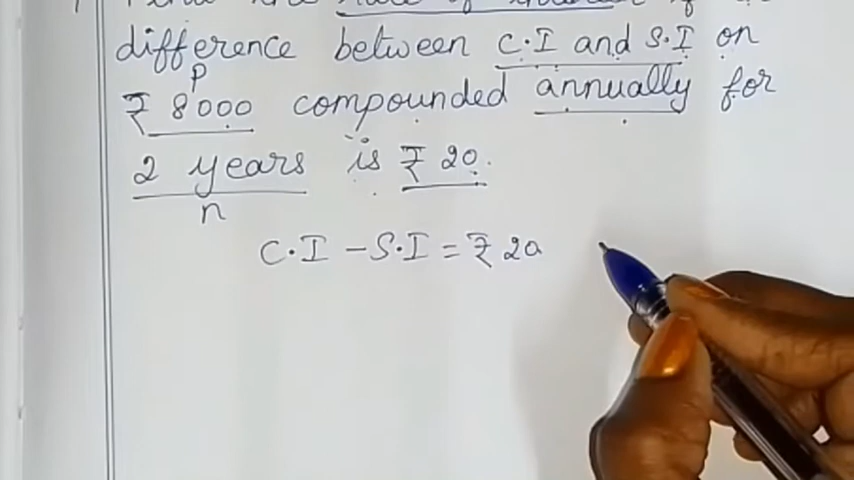 difference between C.I and S.I on
P
₹ 8000 compounded annually for
2 years is ₹ 20.
n
C.I - S.I = ₹ 20